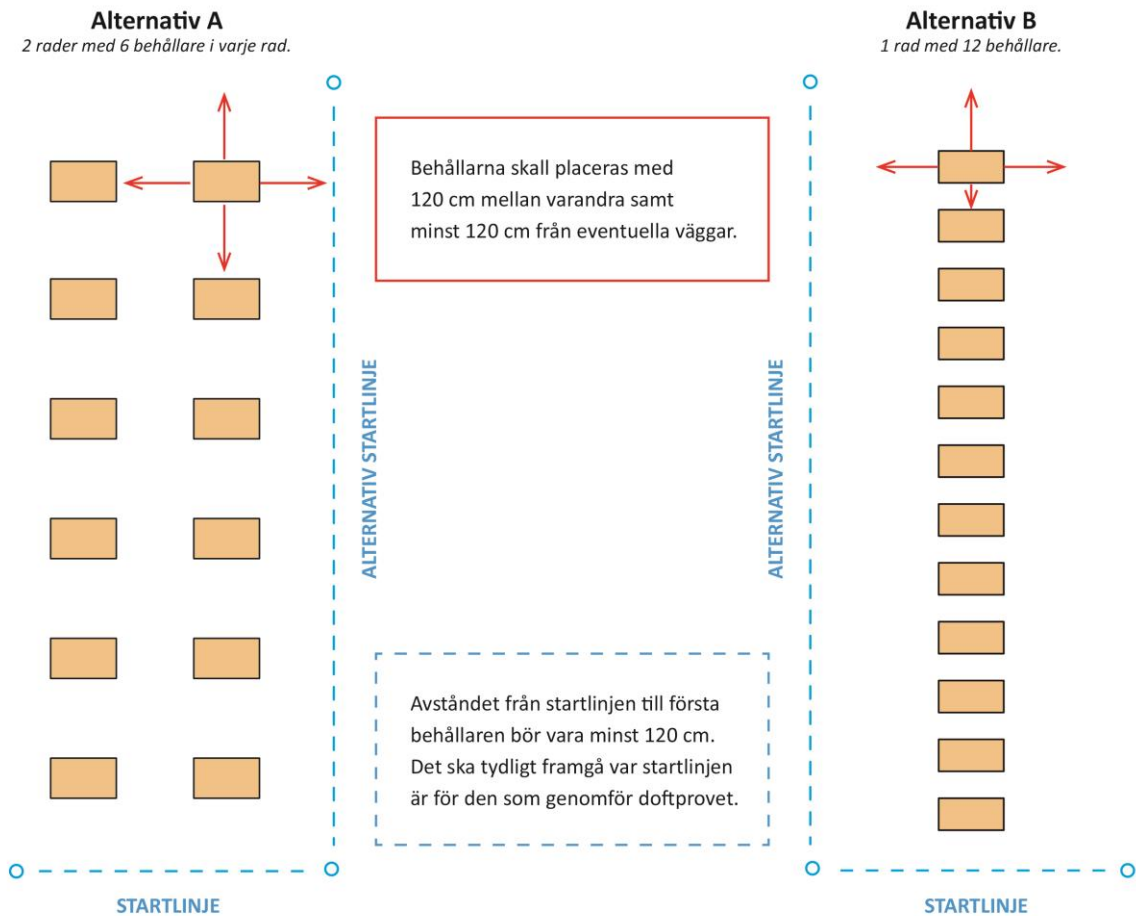 Alternativ A
2 rader med 6 behållare i varje rad.
Alternativ B
1 rad med 12 behållare.
Behållarna skall placeras med
120 cm mellan varandra samt
minst 120 cm från eventuella väggar.
ALTERNATIV STARTLINJE
ALTERNATIV STARTLINJE
Avståndet från startlinjen till första
behållaren bör vara minst 120 cm.
Det ska tydligt framgå var startlinjen
är för den som genomför doftprovet.
STARTLINJE
STARTLINJE